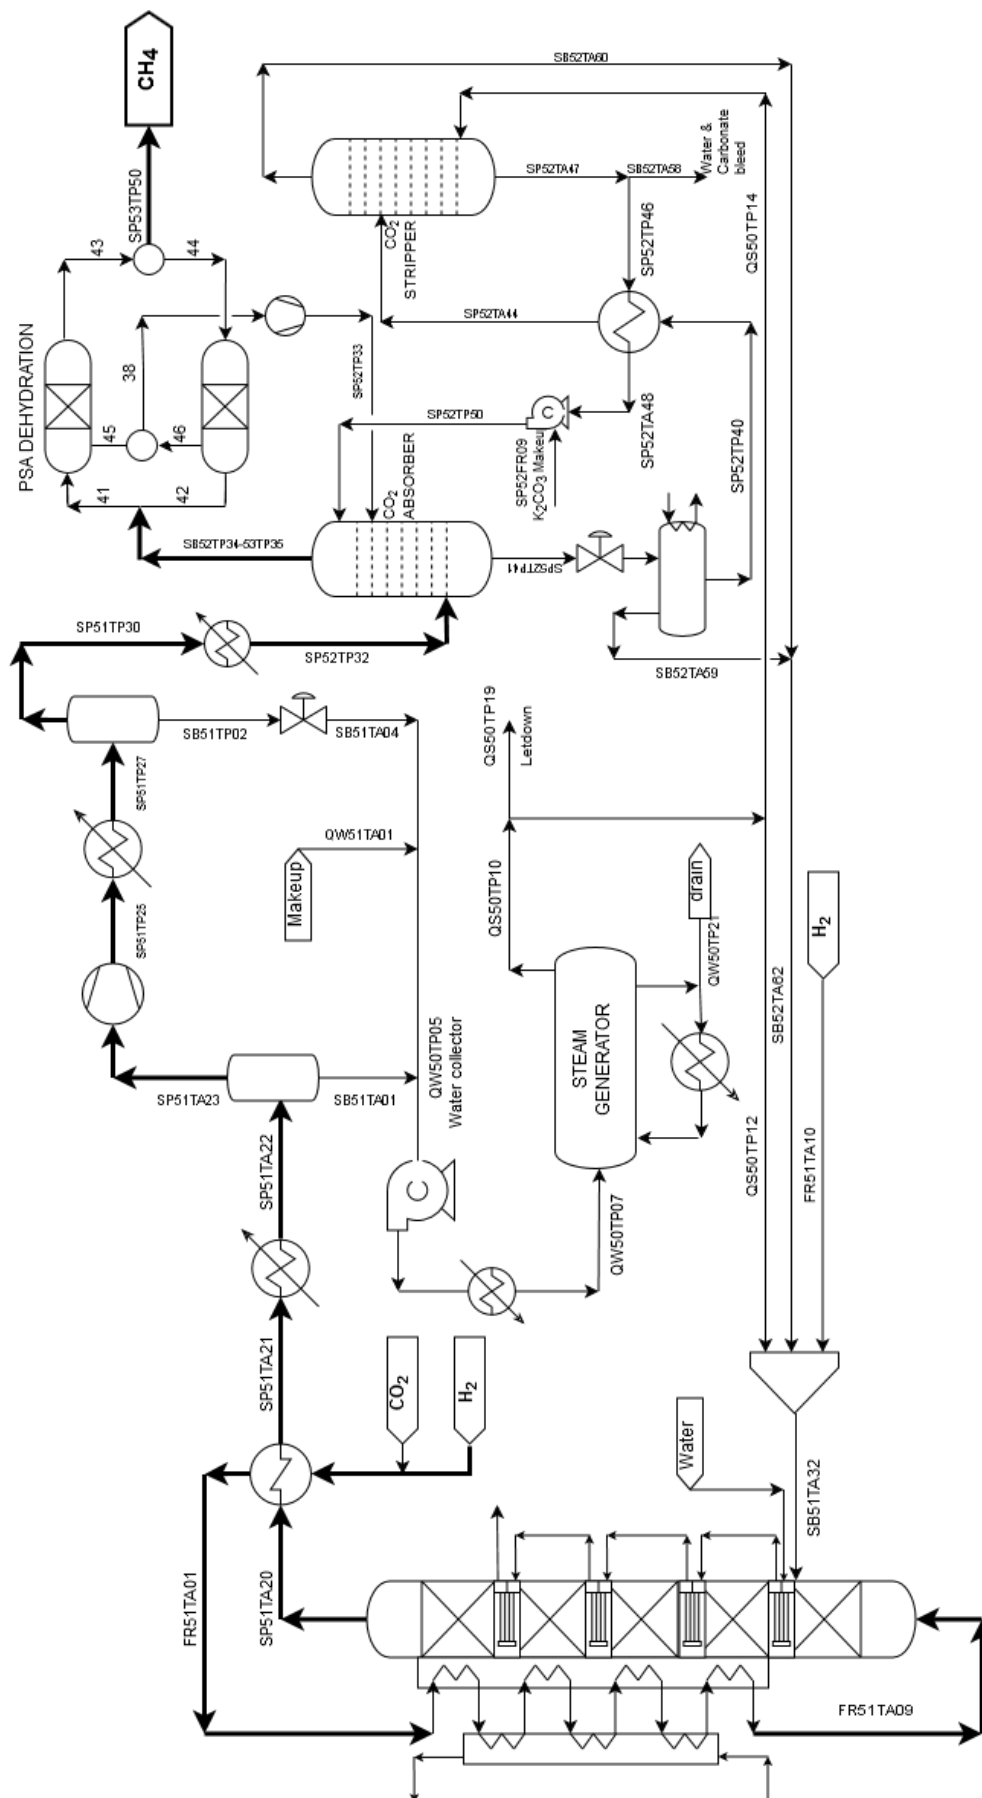 CH4
SP53TP50
43
44
PSA DEHYDRATION
38
45
46
41
42
SB52TP34-53TP35
SP52TP33
SB52TA60
SP52TA47
SB52TA58
Water &
Carbonate
bleed
CO2
STRIPPER
SP52TP46
SP52TA44
QS50TP14
SP52TP50
SP52TA48
C
SP52FR09
K2CO3 Makeup
SP52TP40
CO2
ABSORBER
SP52TP41
SP51TP30
SP52TP32
SB52TA59
SB51TP02
SB51TA04
SP51TP27
QW51TA01
Makeup
SP51TP25
QS50TP19
Letdown
QS50TP10
drain
QW50TP21
H2
STEAM
GENERATOR
SP51TA23
SB51TA01
QW50TP05
Water collector
SB52TA62
QS50TP12
FR51TA10
SP51TA22
C
QW50TP07
SP51TA21
CO2
H2
Water
SB51TA32
FR51TA01
SP51TA20
FR51TA09